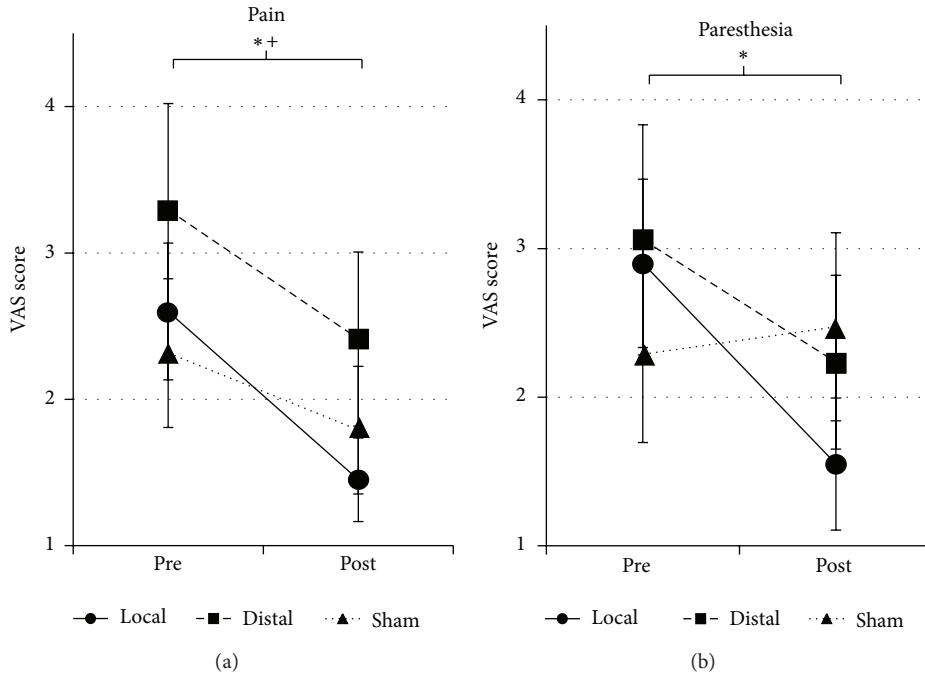 Pain
*+
4
3
2
1
VAS score
Pre Post
Local Distal Sham
(a)
Paresthesia
*
4
3
2
1
VAS score
Pre Post
Local Distal Sham
(b)